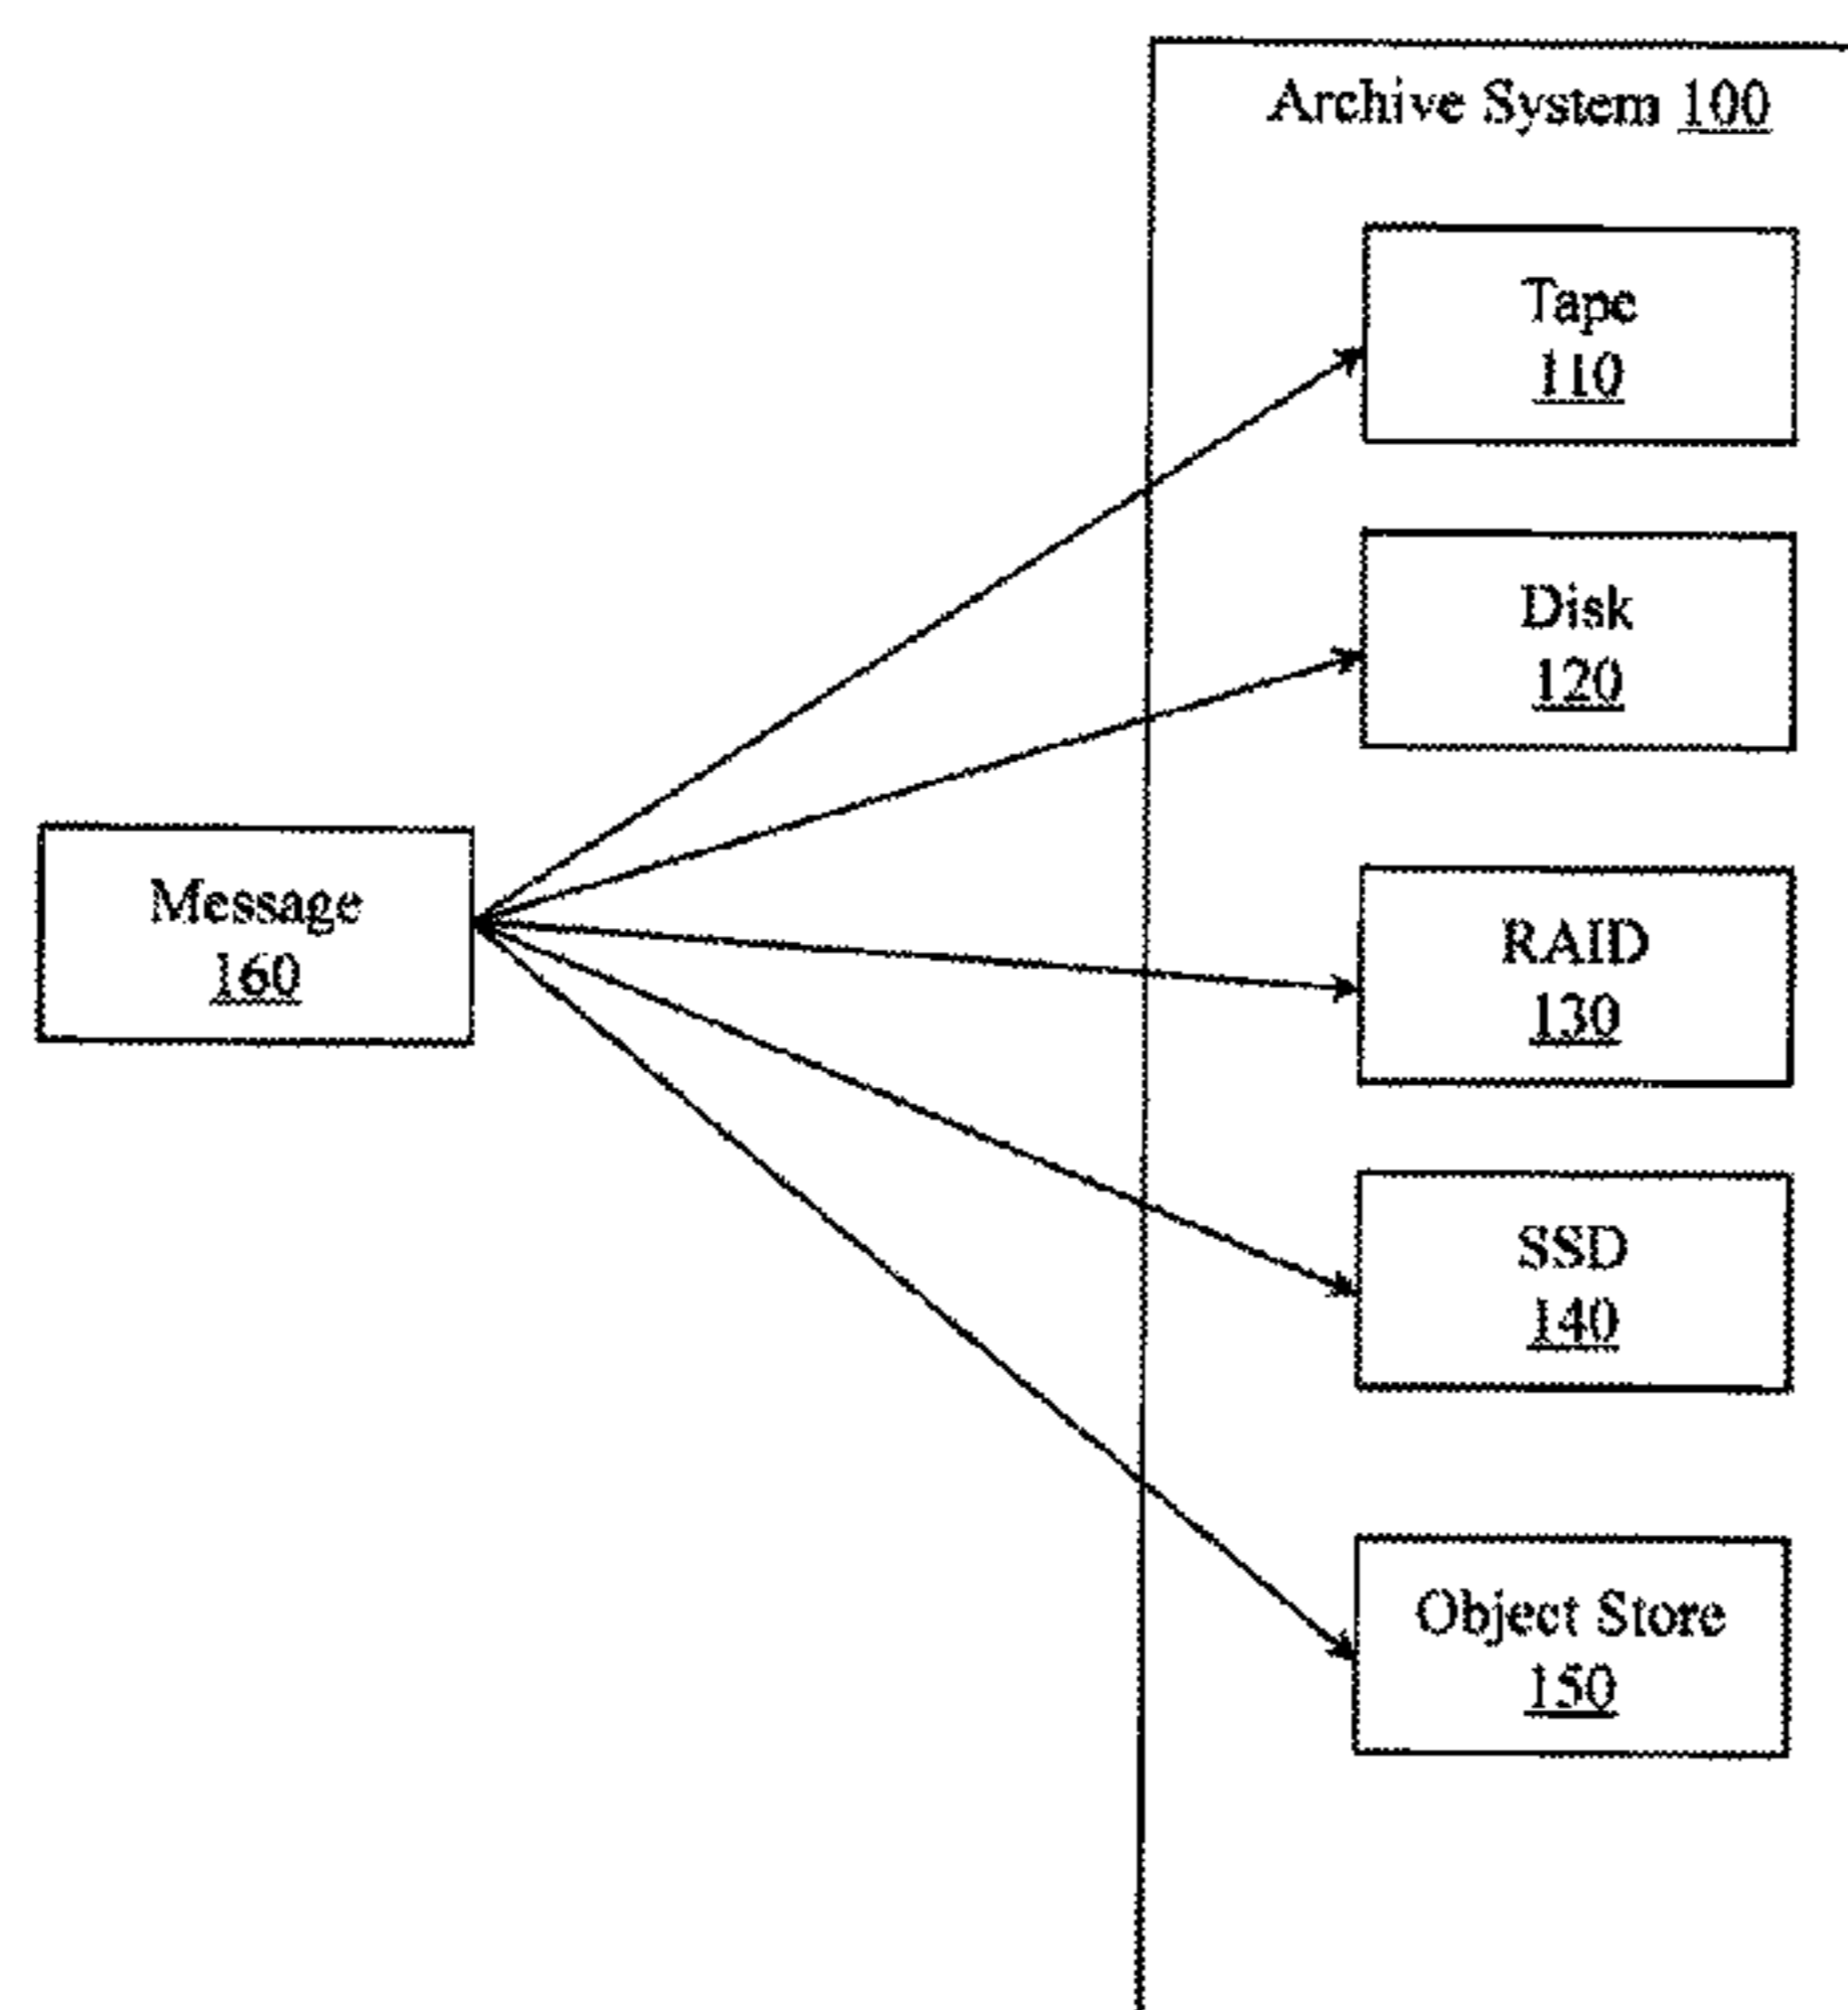 Archive System 100
Tape
110
Disk
120
Message
160
RAID
130
SSD
140
Object Store
150